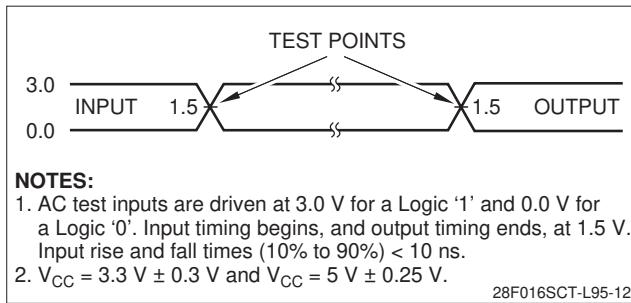 TEST POINTS
3.0
INPUT 1.5 1.5 OUTPUT
0.0
NOTES:
1. AC test inputs are driven at 3.0 V for a Logic ‘1’ and 0.0 V for
a Logic ‘0’. Input timing begins, and output timing ends, at 1.5 V.
Input rise and fall times (10% to 90%) < 10 ns.
2. VCC = 3.3 V ± 0.3 V and VCC = 5 V ± 0.25 V.
28F016SCT-L95-12